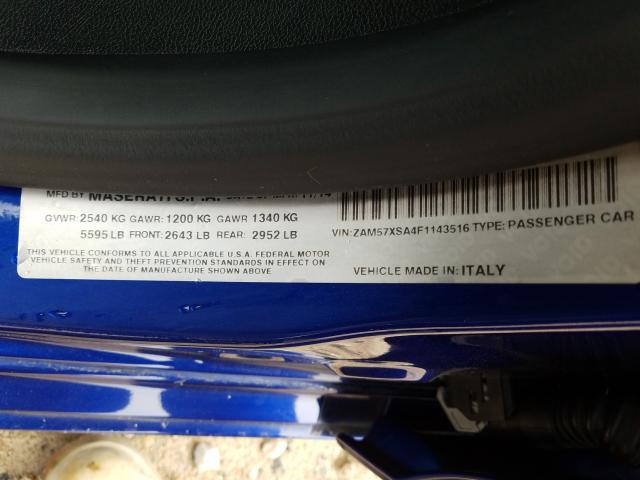 MFD BY MASERATI S.P.A. 11/14
GVWR: 2540 KG GAWR: 1200 KG GAWR 1340 KG
5595 LB FRONT: 2643 LB REAR: 2952 LB
THIS VEHICLE CONFORMS TO ALL APPLICABLE U.S.A. FEDERAL MOTOR
VEHICLE SAFETY AND THEFT PREVENTION STANDARDS IN EFFECT ON
THE DATE OF MANUFACTURE SHOWN ABOVE
VIN: ZAM57XSA4F1143516 TYPE: PASSENGER CAR
VEHICLE MADE IN: ITALY